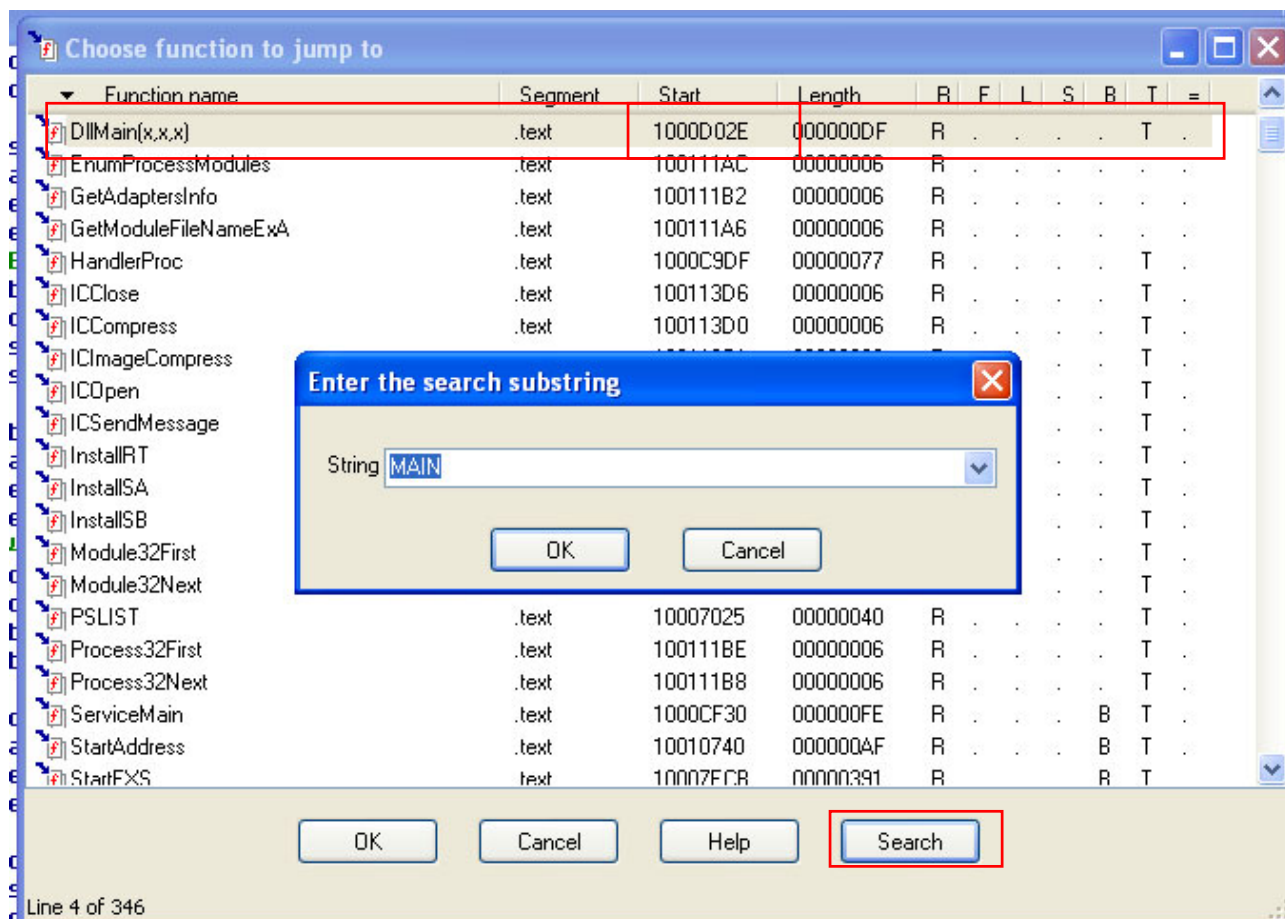 Choose function to jump to
Function name Segment Start Length R F L S B T =
DllMain(x,x,x) .text 1000D02E 000000DF R . . . . T .
EnumProcessModules .text 100111AC 00000006 R . . . . . .
GetAdaptersInfo .text 100111B2 00000006 R . . . . . .
GetModuleFileNameExA .text 100111A6 00000006 R . . . . . .
HandlerProc .text 1000C9DF 00000077 R . . . . T .
ICClose .text 100113D6 00000006 R . . . . T .
ICCompress .text 100113D0 00000006 R . . . . T .
ICImageCompress . . T .
ICOpen . . T .
ICSendMessage . . T .
InstallRT . . T .
InstallSA . . T .
InstallSB . . T .
Module32First . . T .
Module32Next . . T .
Enter the search substring
String MAIN
OK Cancel
PSLIST .text 10007025 00000040 R . . . . T .
Process32First .text 100111BE 00000006 R . . . . T .
Process32Next .text 100111B8 00000006 R . . . . T .
ServiceMain .text 1000CF30 000000FE R . . . B T .
StartAddress .text 10010740 000000AF R . . . B T .
StartEXS .text 10007ECB 00000391 R B T
OK Cancel Help Search
Line 4 of 346